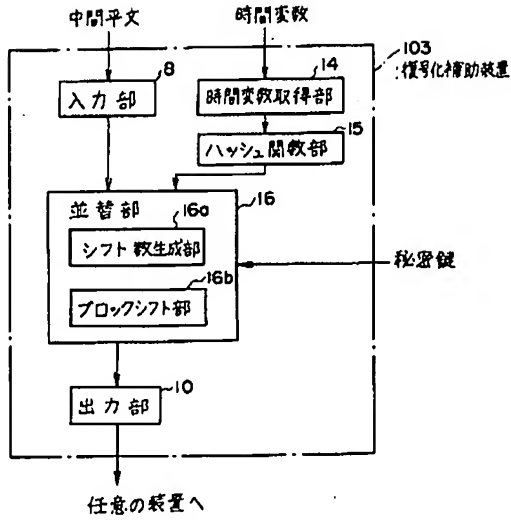 中間平文
時間変数
103
:復号化補助装置
8
入力部
14
時間変数取得部
15
ハッシュ関数部
16
並替部
16a
シフト数生成部
16b
ブロックシフト部
秘密鍵
10
出力部
任意の装置へ